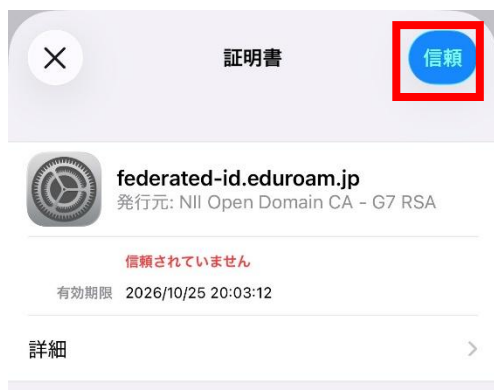 証明書
信頼
federated-id.eduroam.jp
発行元: NII Open Domain CA - G7 RSA
信頼されていません
有効期限 2026/10/25 20:03:12
詳細